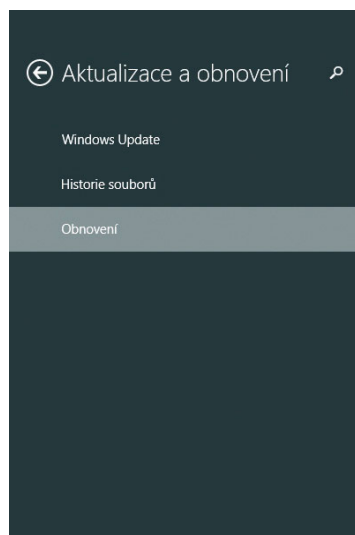 Aktualizace a obnovení
Windows Update
Historie souborů
Obnovení